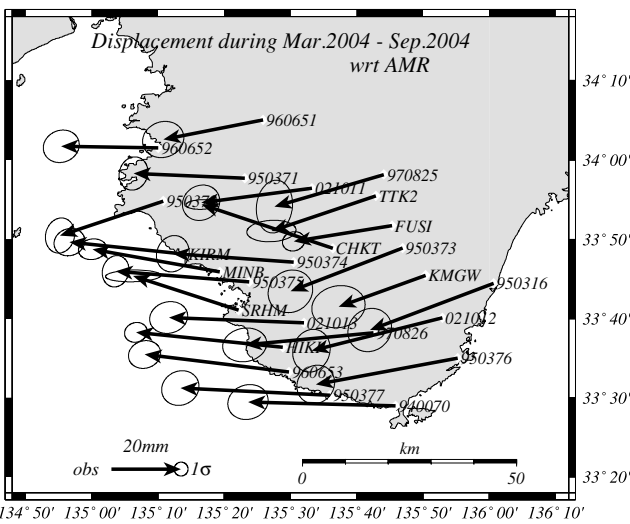 Displacement during Mar.2004 - Sep.2004
wrt AMR
34° 10'
960651
960652
34° 00'
950371
021011
970825
TTK2
FUSI
33° 50'
CHKT
950373
KIRM
950374
MINB
950375
KMGW
950316
SRHM
021013
021022
33° 40'
970826
960653
950376
950377
940070
33° 30'
20mm
km
obs
1σ
0
50
33° 20'
134° 50'
135° 00'
135° 10'
135° 20'
135° 30'
135° 40'
135° 50'
136° 00'
136° 10'